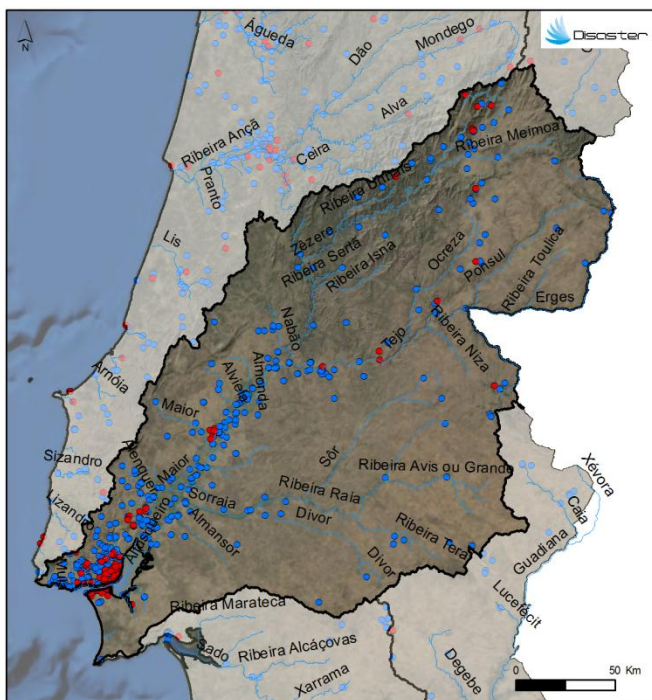 N
Disaster
Águeda
Dão
Mondego
Alva
Ribeira Ançã
Ceira
Pranto
Ribeira Meimoa
Lis
Zêzere
Ribeira Sertã
Ribeira Isna
Ocreza
Ponsul
Ribeira Toulica
Erges
Nabão
Tejo
Ribeira Niza
Arnóia
Alviela
Almonda
Maior
Sizandro
Maior
Sôr
Ribeira Avis ou Grande
Xévora
Lizandro
Sorraia
Ribeira Raia
Caia
Almansor
Divor
Ribeira Tera
Guadiana
Divor
Lucefécit
Ribeira Marateca
Sado
Ribeira Alcáçovas
Degebe
Xarrama
0
50 Km